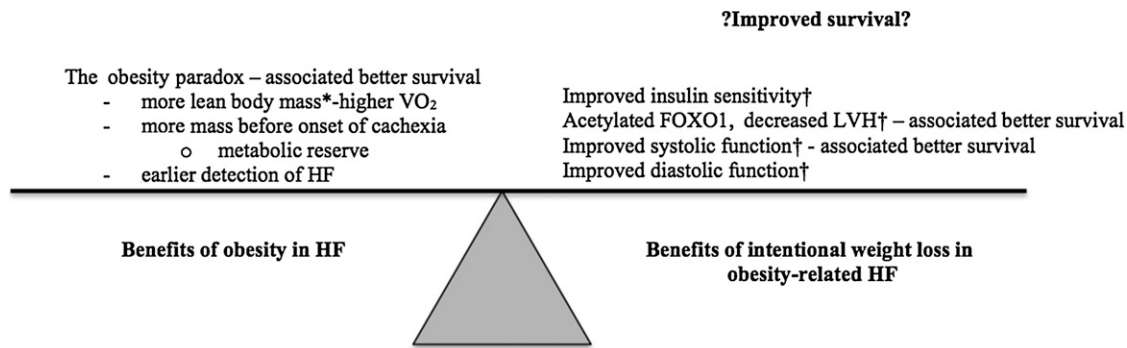 ?Improved survival?
The obesity paradox – associated better survival
- more lean body mass*-higher VO₂
- more mass before onset of cachexia
o metabolic reserve
- earlier detection of HF
Improved insulin sensitivity†
Acetylated FOXO1, decreased LVH† – associated better survival
Improved systolic function† - associated better survival
Improved diastolic function†
Benefits of obesity in HF
Benefits of intentional weight loss in
obesity-related HF